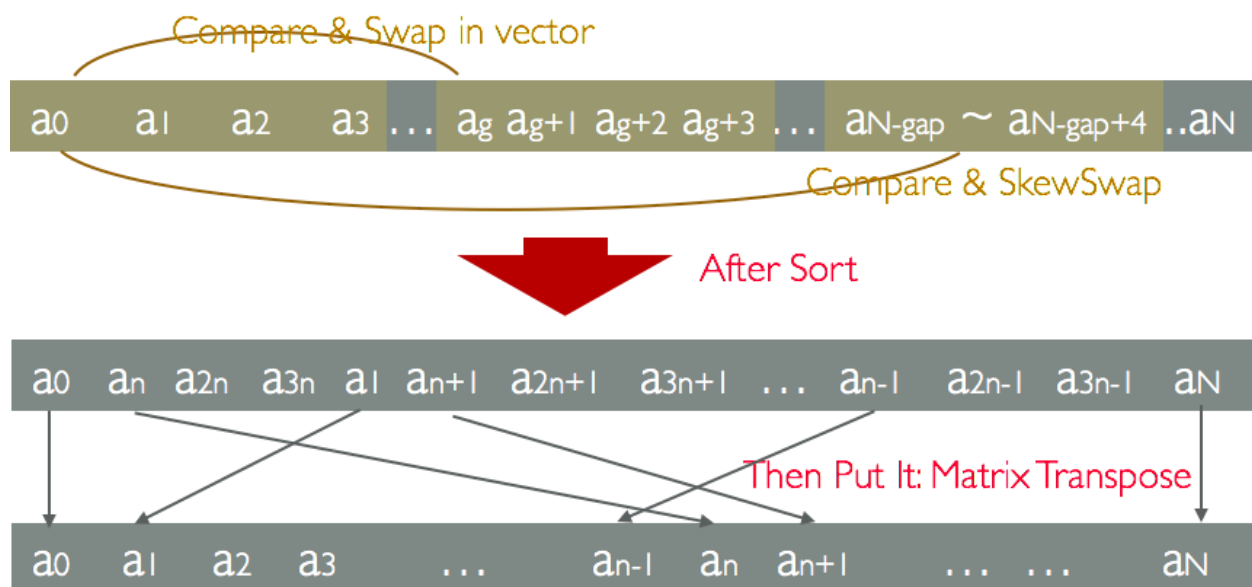 Compare & Swap in vector
a0 a1 a2 a3 ... ag ag+1 ag+2 ag+3 ... aN-gap ~ aN-gap+4 ..aN
Compare & SkewSwap
After Sort
a0 an a2n a3n a1 an+1 a2n+1 a3n+1 ... an-1 a2n-1 a3n-1 aN
Then Put It: Matrix Transpose
a0 a1 a2 a3 ... an-1 an an+1 ... ... aN